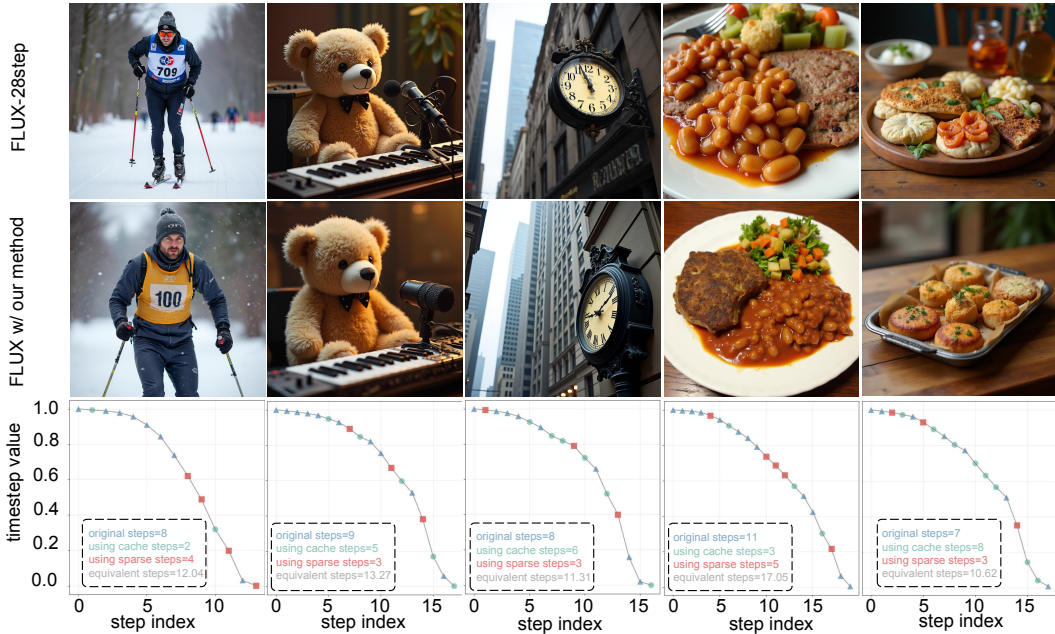 FLUX-28step
709
FLUX w/ our method
100
timestep value
1.0
0.8
0.6
0.4
0.2
0.0
original steps=8
using cache steps=2
using sparse steps=4
equivalent steps=12.04
0
5
10
step index
original steps=9
using cache steps=5
using sparse steps=3
equivalent steps=13.27
0
5
10
15
step index
original steps=8
using cache steps=6
using sparse steps=3
equivalent steps=11.31
0
5
10
15
step index
original steps=11
using cache steps=3
using sparse steps=5
equivalent steps=17.05
0
5
10
15
step index
original steps=7
using cache steps=8
using sparse steps=3
equivalent steps=10.62
0
5
10
15
step index